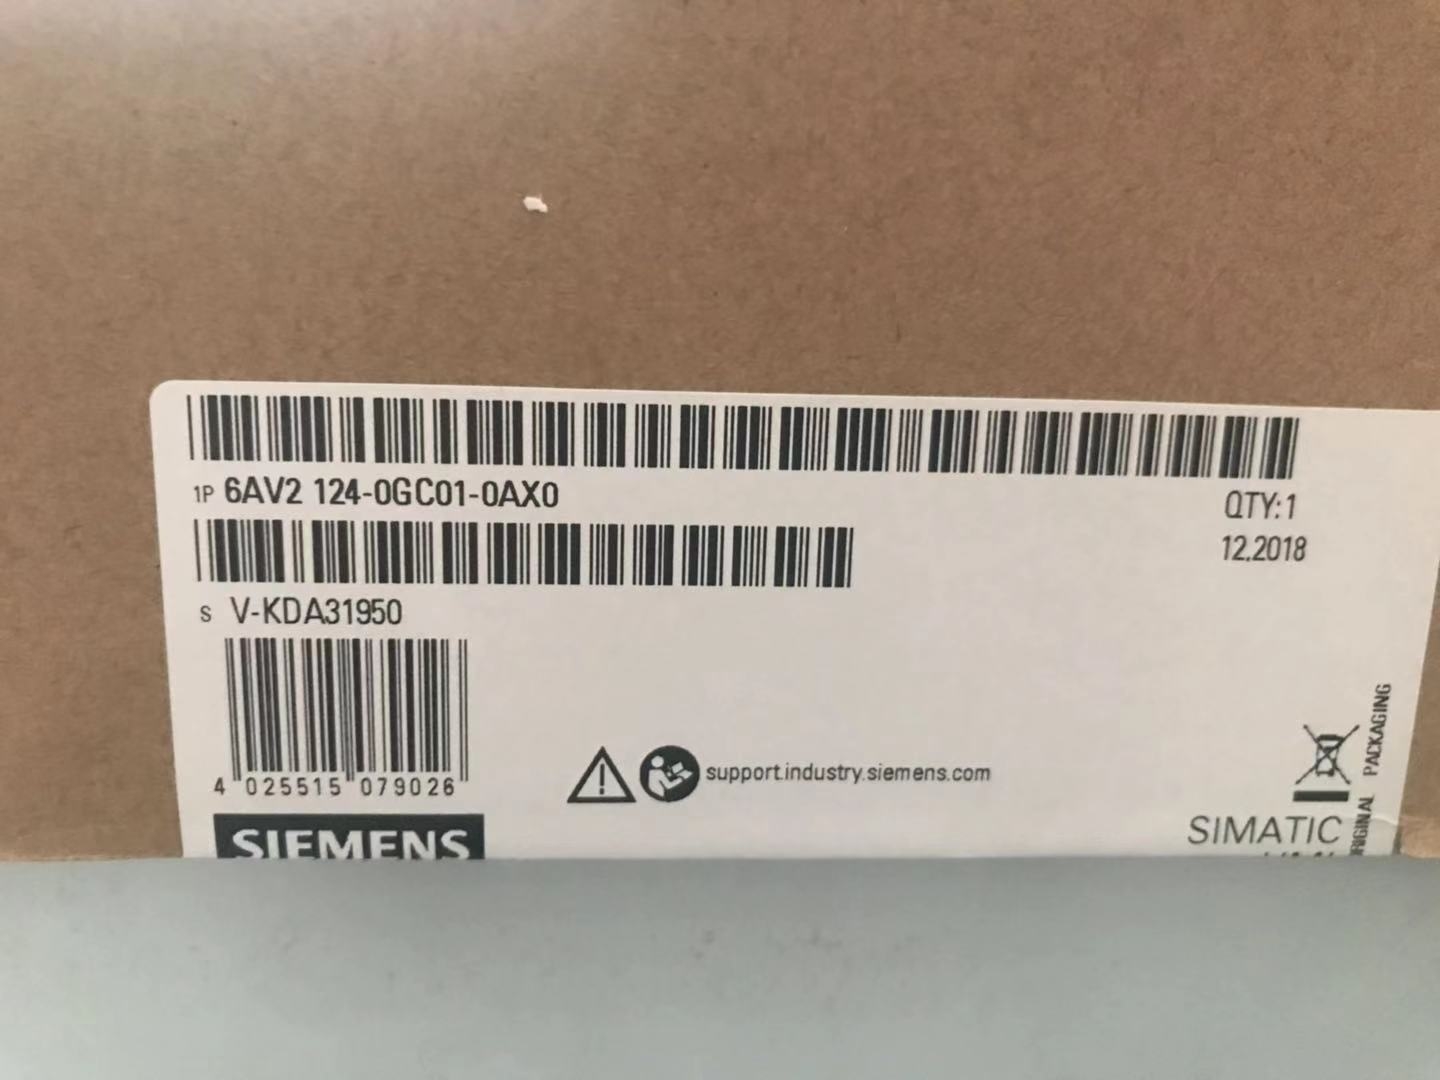 1P 6AV2 124-0GC01-0AX0
QTY:1
12.2018
S V-KDA31950
4 025515 079026
support.industry.siemens.com
SIEMENS
SIMATIC
ORIGINAL PACKAGING